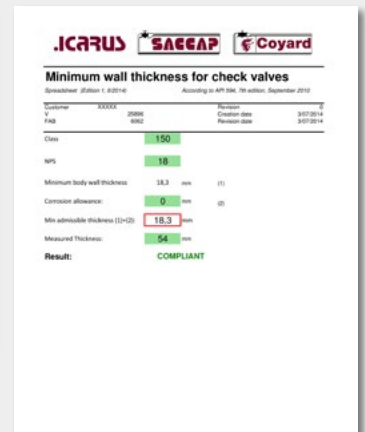 .ICARUS SACCAP Coyard
Minimum wall thickness for check valves
Spreadsheet (Edition 1, 8/2014) According to API 594, 7th edition, September 2010
Customer XXXXX Revision 0
V 25896 Creation date 3/07/2014
FAB 6062 Revision date 3/07/2014
Class 150
NPS 18
Minimum body wall thickness 18,3 mm (1)
Corrosion allowance: 0 mm (2)
Min admissible thickness (1)+(2): 18,3 mm
Measured Thickness: 54 mm
Result: COMPLIANT